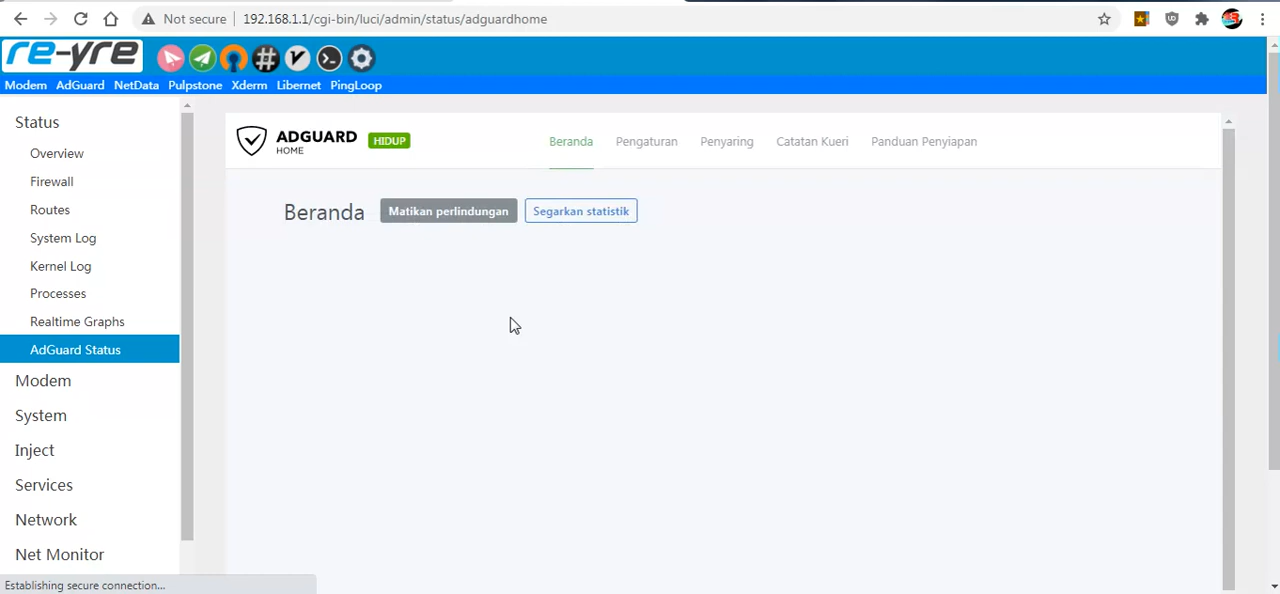 Not secure
192.168.1.1/cgi-bin/luci/admin/status/adguardhome
re-yre
Modem
AdGuard
NetData
Pulpstone
Xderm
Libernet
PingLoop
Status
Overview
Firewall
Routes
System Log
Kernel Log
Processes
Realtime Graphs
AdGuard Status
Modem
System
Inject
Services
Network
Net Monitor
Establishing secure connection...
ADGUARD
HOME
HIDUP
Beranda
Pengaturan
Penyaring
Catatan Kueri
Panduan Penyiapan
Beranda
Matikan perlindungan
Segarkan statistik